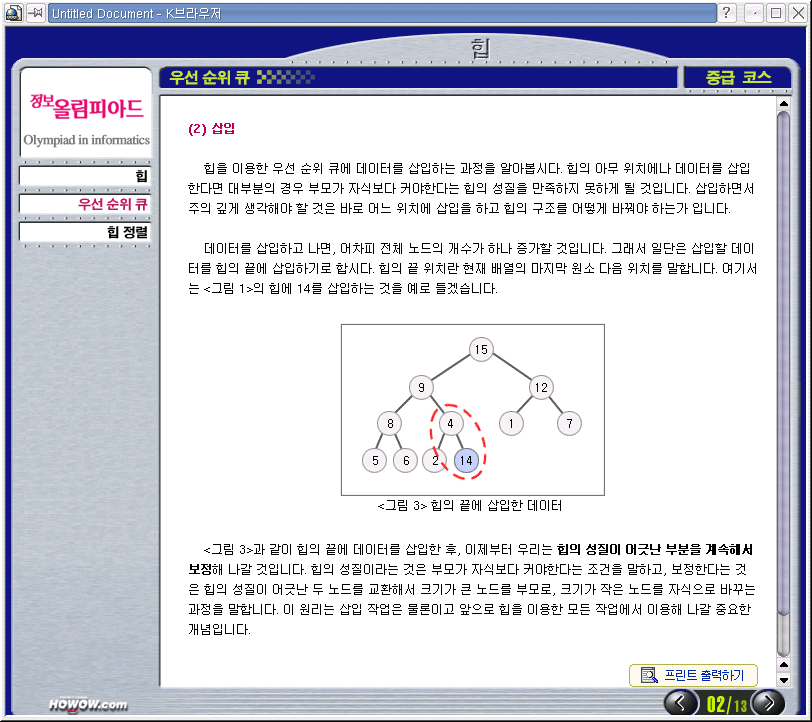 Untitled Document - K브라우저
힙
정보올림피아드
Olympiad in informatics
힙
우선 순위 큐
힙 정렬
우선 순위 큐
중급 코스
(2) 삽입
힙을 이용한 우선 순위 큐에 데이터를 삽입하는 과정을 알아봅시다. 힙의 아무 위치에나 데이터를 삽입
한다면 대부분의 경우 부모가 자식보다 커야한다는 힙의 성질을 만족하지 못하게 될 것입니다. 삽입하면서
주의 깊게 생각해야 할 것은 바로 어느 위치에 삽입을 하고 힙의 구조를 어떻게 바꿔야 하는가 입니다.
데이터를 삽입하고 나면, 어차피 전체 노드의 개수가 하나 증가할 것입니다. 그래서 일단은 삽입할 데이
터를 힙의 끝에 삽입하기로 합시다. 힙의 끝 위치란 현재 배열의 마지막 원소 다음 위치를 말합니다. 여기서
는 <그림 1>의 힙에 14를 삽입하는 것을 예로 들겠습니다.
15
9 12
8 4 1 7
5 6 2 14
<그림 3> 힙의 끝에 삽입한 데이터
<그림 3>과 같이 힙의 끝에 데이터를 삽입한 후, 이제부터 우리는 힙의 성질이 어긋난 부분을 계속해서
보정해 나갈 것입니다. 힙의 성질이라는 것은 부모가 자식보다 커야한다는 조건을 말하고, 보정한다는 것
은 힙의 성질이 어긋난 두 노드를 교환해서 크기가 큰 노드를 부모로, 크기가 작은 노드를 자식으로 바꾸는
과정을 말합니다. 이 원리는 삽입 작업은 물론이고 앞으로 힙을 이용한 모든 작업에서 이용해 나갈 중요한
개념입니다.
프린트 출력하기
HOWOW.com
02/13